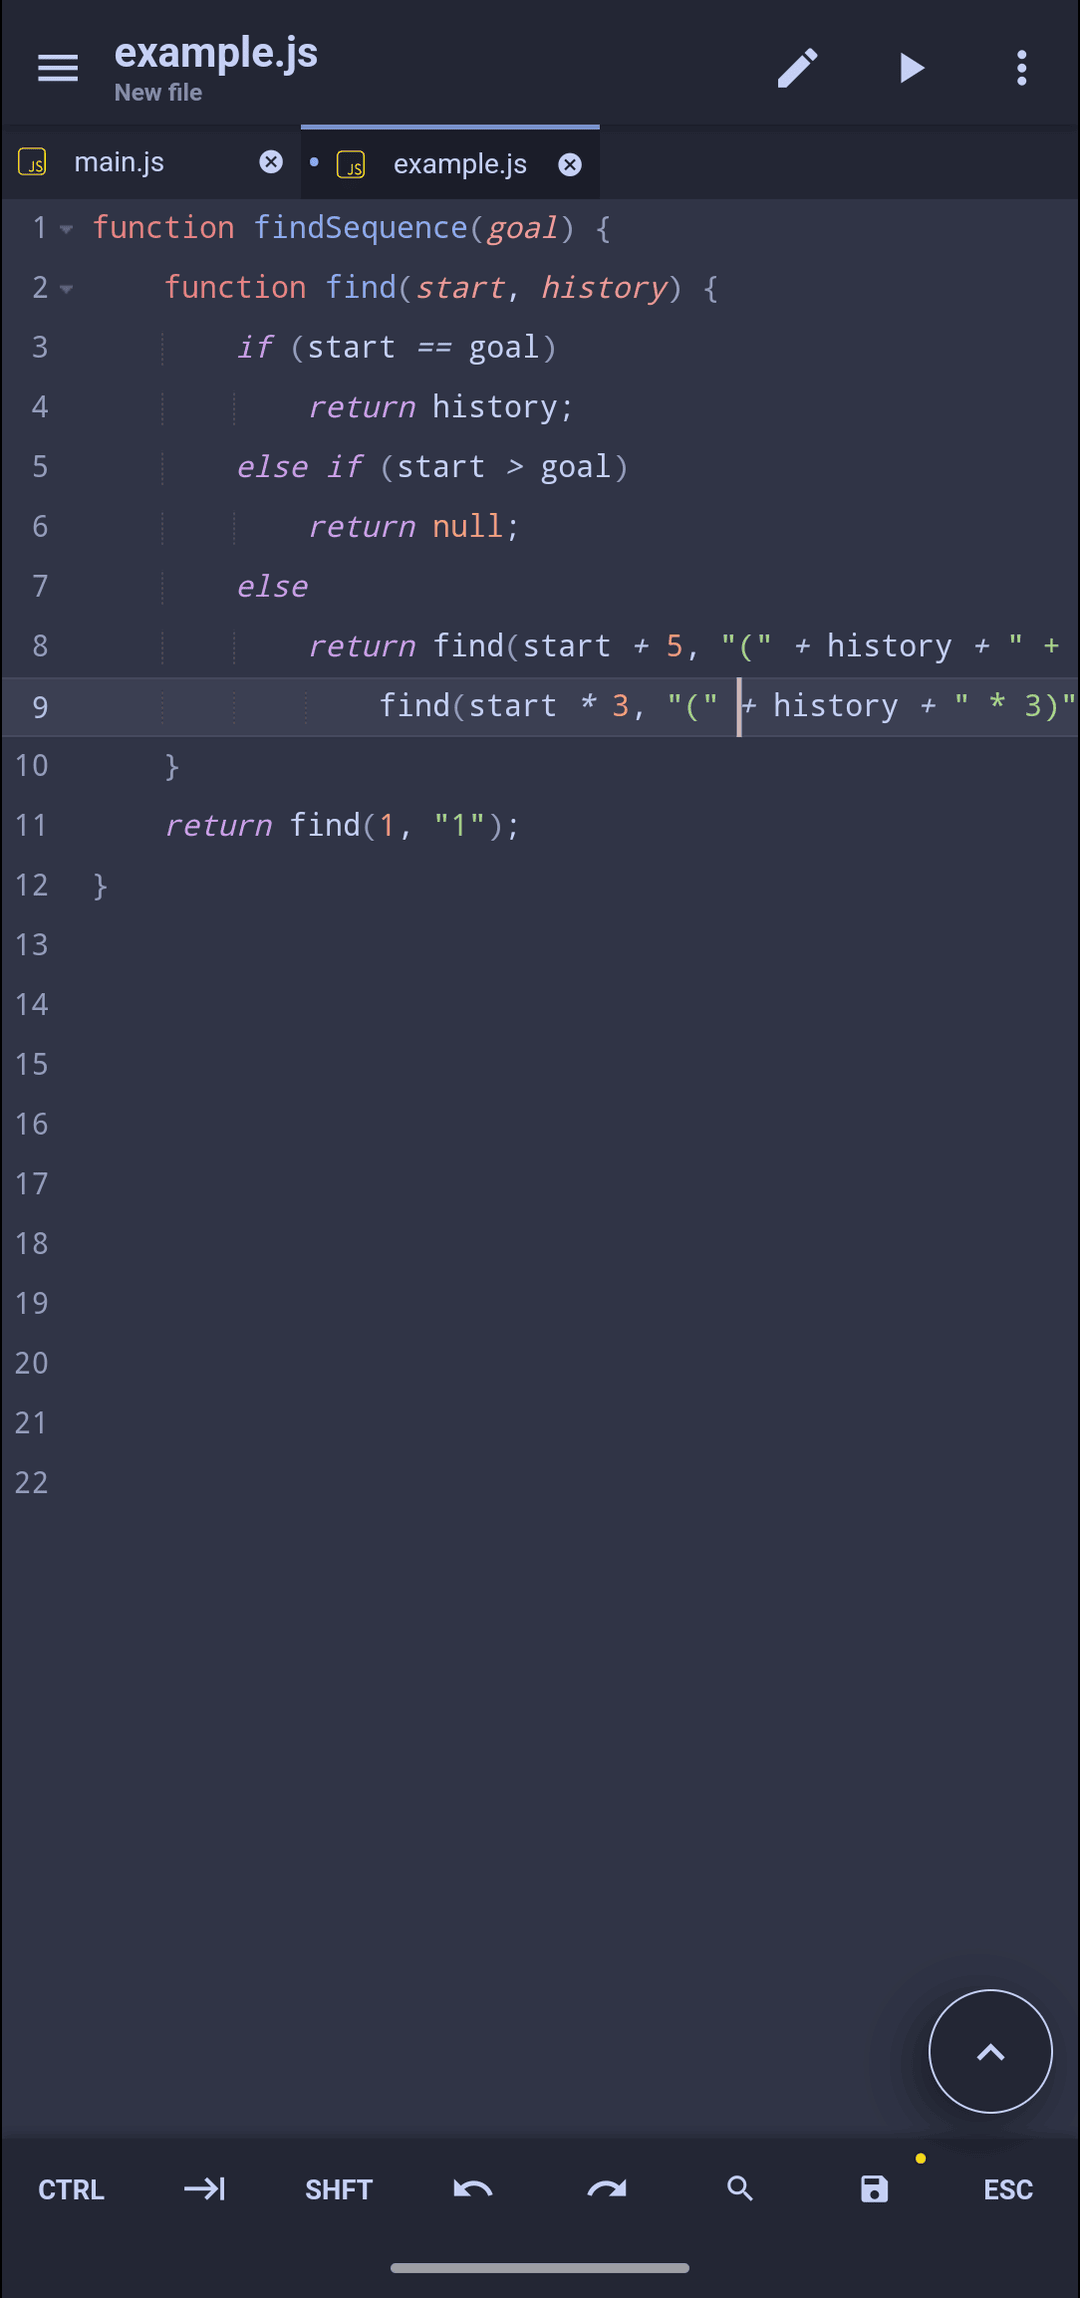 example.js
New file
JS main.js
• JS example.js
1 function findSequence(goal) {
2     function find(start, history) {
3         if (start == goal)
4             return history;
5         else if (start > goal)
6             return null;
7         else
8             return find(start + 5, "(" + history + " +
9                 find(start * 3, "(" + history + " * 3)"
10     }
11     return find(1, "1");
12 }
13
14
15
16
17
18
19
20
21
22
CTRL SHFT ESC